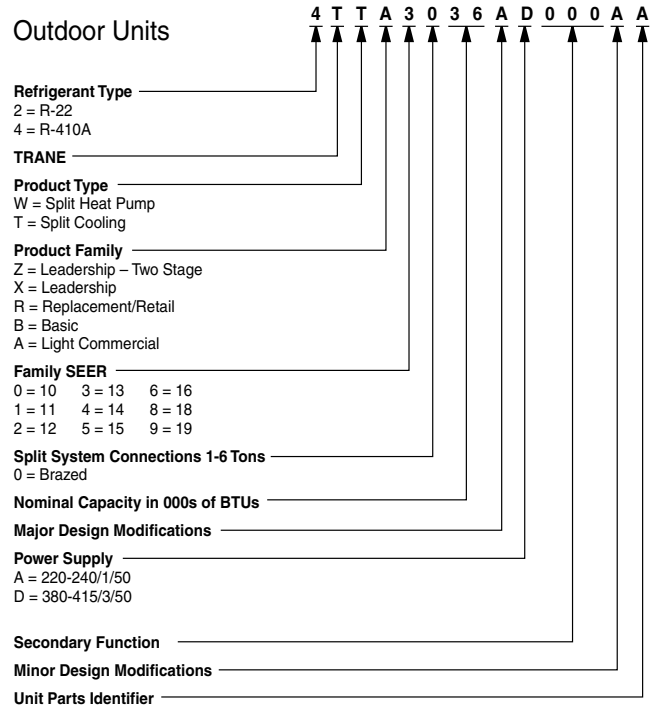 Outdoor Units
4 T T A 3 0 3 6 A D 0 0 0 A A
Refrigerant Type
2 = R-22
4 = R-410A
TRANE
Product Type
W = Split Heat Pump
T = Split Cooling
Product Family
Z = Leadership – Two Stage
X = Leadership
R = Replacement/Retail
B = Basic
A = Light Commercial
Family SEER
0 = 10 3 = 13 6 = 16
1 = 11 4 = 14 8 = 18
2 = 12 5 = 15 9 = 19
Split System Connections 1-6 Tons
0 = Brazed
Nominal Capacity in 000s of BTUs
Major Design Modifications
Power Supply
A = 220-240/1/50
D = 380-415/3/50
Secondary Function
Minor Design Modifications
Unit Parts Identifier